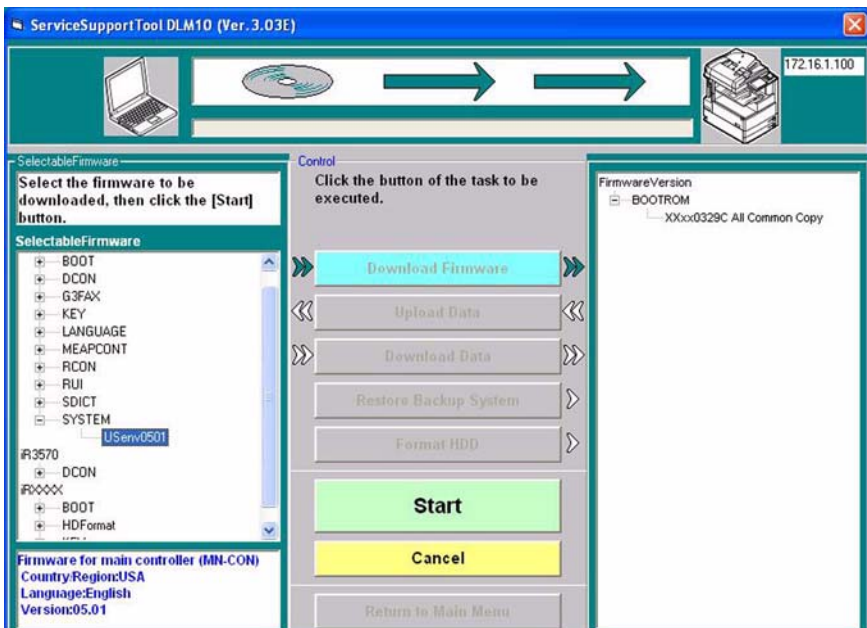 ServiceSupportTool DLM10 (Ver.3.03E)
172.16.1.100
SelectableFirmware
Select the firmware to be
downloaded, then click the [Start]
button.
SelectableFirmware
BOOT
DCON
G3FAX
KEY
LANGUAGE
MEAPCONT
RCON
RUI
SDICT
SYSTEM
USenv0501
iR3570
DCON
iRXXXX
BOOT
HDFormat
Firmware for main controller (MN-CON)
Country/Region:USA
Language:English
Version:05.01
Control
Click the button of the task to be
executed.
Download Firmware
Upload Data
Download Data
Restore Backup System
Format HDD
Start
Cancel
Return to Main Menu
FirmwareVersion
BOOTROM
XXxx0329C All Common Copy